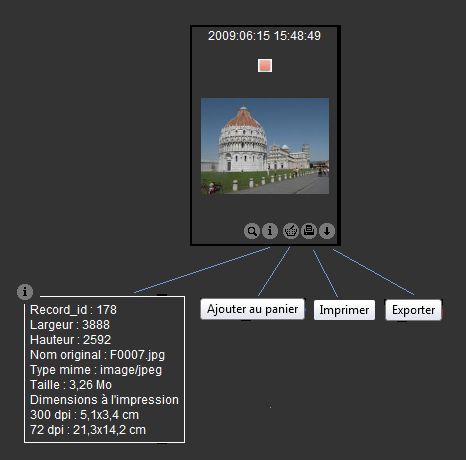 2009:06:15 15:48:49
Record_id : 178
Largeur : 3888
Hauteur : 2592
Nom original : F0007.jpg
Type mime : image/jpeg
Taille : 3,26 Mo
Dimensions à l'impression
300 dpi : 5,1x3,4 cm
72 dpi : 21,3x14,2 cm
Ajouter au panier
Imprimer
Exporter